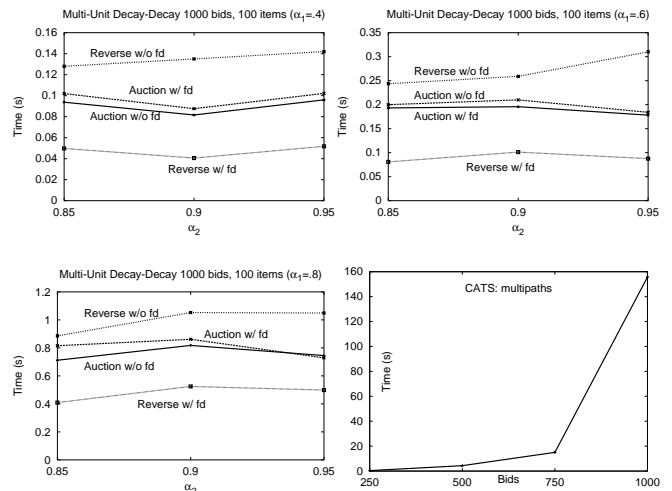 Multi-Unit Decay-Decay 1000 bids, 100 items (α1=.4)
0.16
0.14
0.12
0.1
0.08
0.06
0.04
0.02
0
Time (s)
Reverse w/o fd
Auction w/ fd
Auction w/o fd
Reverse w/ fd
0.85
0.9
0.95
α2
Multi-Unit Decay-Decay 1000 bids, 100 items (α1=.6)
0.35
0.3
0.25
0.2
0.15
0.1
0.05
0
Time (s)
Reverse w/o fd
Auction w/o fd
Auction w/ fd
Reverse w/ fd
0.85
0.9
0.95
α2
Multi-Unit Decay-Decay 1000 bids, 100 items (α1=.8)
1.2
1
0.8
0.6
0.4
0.2
0
Time (s)
Reverse w/o fd
Auction w/ fd
Auction w/o fd
Reverse w/ fd
0.85
0.9
0.95
α2
CATS: multipaths
160
140
120
100
80
60
40
20
0
Time (s)
250
500
750
1000
Bids